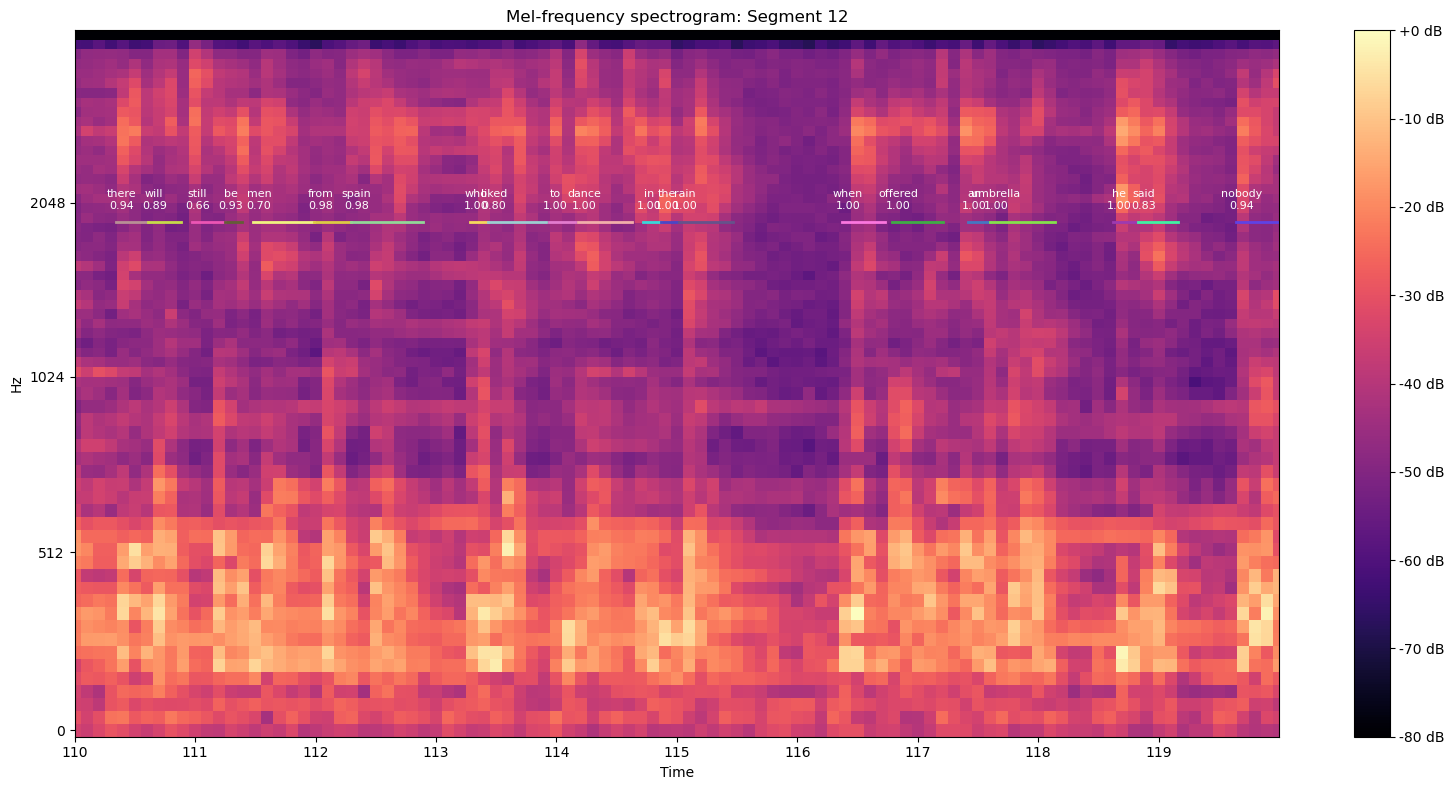 Mel-frequency spectrogram: Segment 12
+0 dB
-10 dB
-20 dB
-30 dB
-40 dB
-50 dB
-60 dB
-70 dB
-80 dB
Hz
2048
1024
512
0
there will still be men from spain who liked to dance in the rain when offered an umbrella he said nobody
0.94 0.89 0.66 0.93 0.70 0.98 0.98 1.00 0.80 1.00 1.00 1.00 1.00 1.00 1.00 1.00 1.00 1.00 1.00 0.83 0.94
110 111 112 113 114 115 116 117 118 119
Time